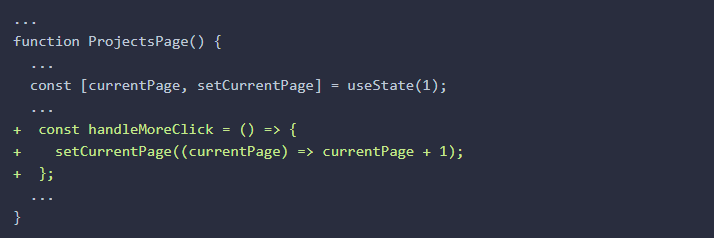 ...
function ProjectsPage() {
  ...
  const [currentPage, setCurrentPage] = useState(1);
  ...
+  const handleMoreClick = () => {
+    setCurrentPage((currentPage) => currentPage + 1);
+  };
  ...
}